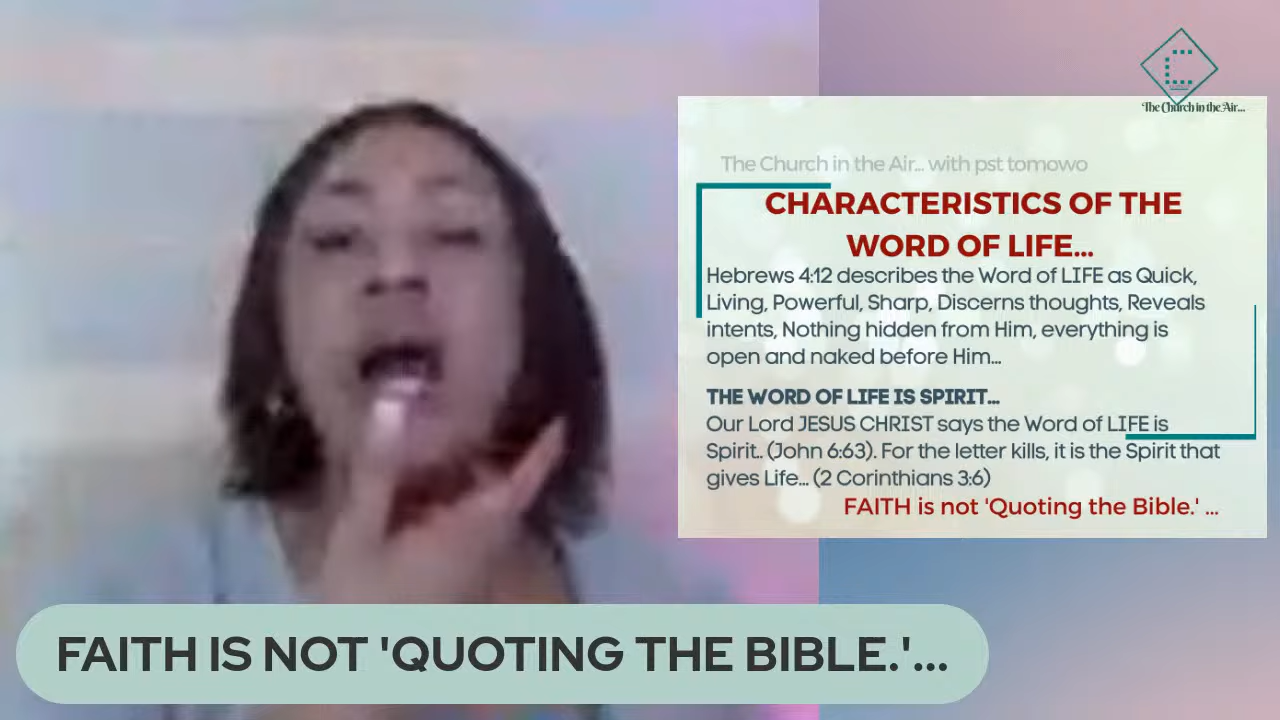 The Church in the Air...
The Church in the Air... with pst tomowo
CHARACTERISTICS OF THE
WORD OF LIFE...
Hebrews 4:12 describes the Word of LIFE as Quick,
Living, Powerful, Sharp, Discerns thoughts, Reveals
intents, Nothing hidden from Him, everything is
open and naked before Him...
THE WORD OF LIFE IS SPIRIT...
Our Lord JESUS CHRIST says the Word of LIFE is
Spirit.. (John 6:63). For the letter kills, it is the Spirit that
gives Life... (2 Corinthians 3:6)
FAITH is not 'Quoting the Bible.' ...
FAITH IS NOT 'QUOTING THE BIBLE.'...